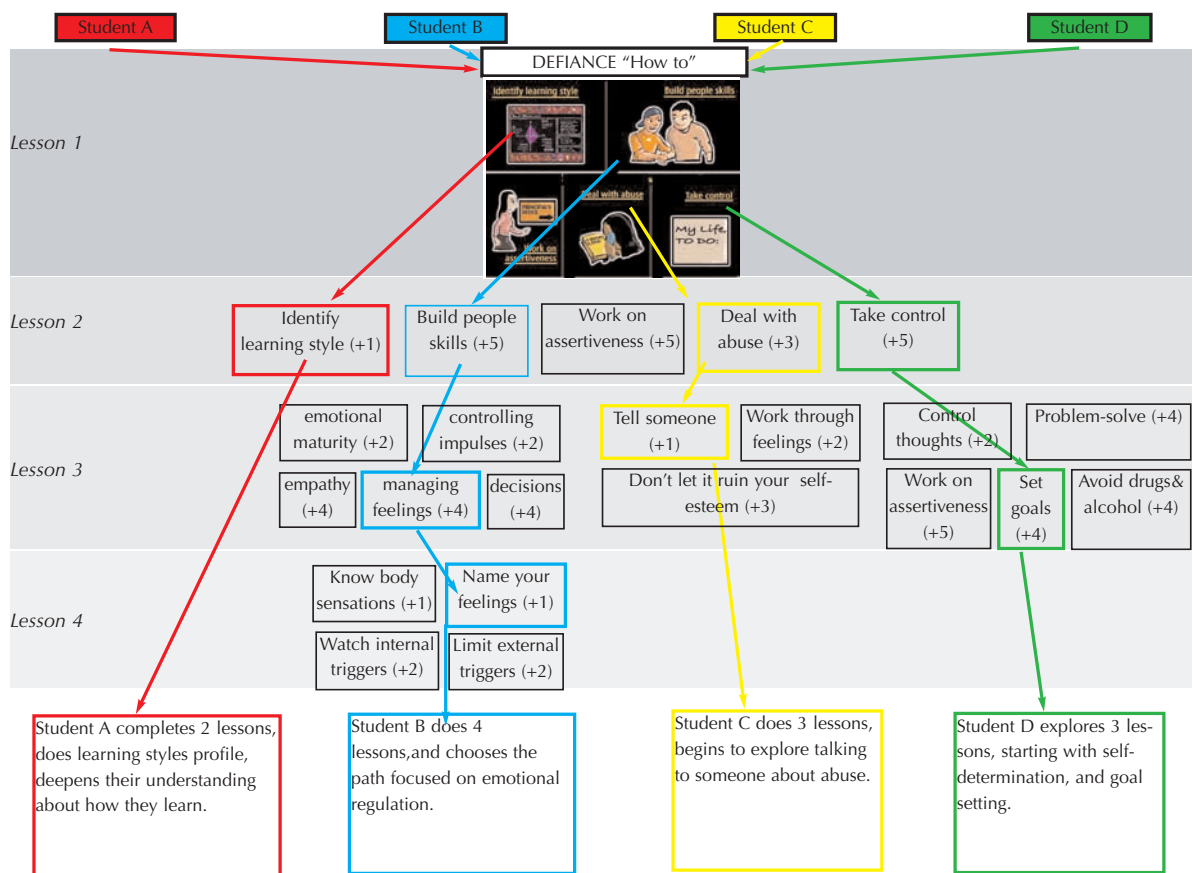 Student A
Student B
Student C
Student D
DEFIANCE “How to”
Identify learning style
Build people skills
Lesson 1
Deal with abuse
Take control
PRINCIPAL'S
OFFICE
My Life
TO DO:
Work on
assertiveness
Lesson 2
Identify
learning style (+1)
Build people
skills (+5)
Work on
assertiveness (+5)
Deal with
abuse (+3)
Take control
(+5)
Lesson 3
emotional
maturity (+2)
controlling
impulses (+2)
empathy
(+4)
managing
feelings (+4)
decisions
(+4)
Tell someone
(+1)
Work through
feelings (+2)
Don’t let it ruin your self-
esteem (+3)
Control
thoughts (+2)
Problem-solve (+4)
Work on
assertiveness
(+5)
Set
goals
(+4)
Avoid drugs&
alcohol (+4)
Lesson 4
Know body
sensations (+1)
Name your
feelings (+1)
Watch internal
triggers (+2)
Limit external
triggers (+2)
Student A completes 2 lessons,
does learning styles profile,
deepens their understanding
about how they learn.
Student B does 4
lessons,and chooses the
path focused on emotional
regulation.
Student C does 3 lessons,
begins to explore talking
to someone about abuse.
Student D explores 3 les-
sons, starting with self-
determination, and goal
setting.